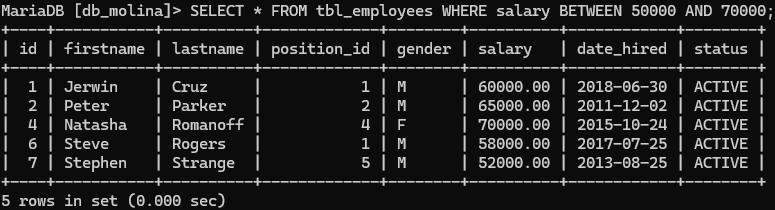 MariaDB [db_molina]> SELECT * FROM tbl_employees WHERE salary BETWEEN 50000 AND 70000;
+----+-----------+----------+-------------+--------+----------+------------+--------+
| id | firstname | lastname | position_id | gender | salary   | date_hired | status |
+----+-----------+----------+-------------+--------+----------+------------+--------+
|  1 | Jerwin    | Cruz     |           1 | M      | 60000.00 | 2018-06-30 | ACTIVE |
|  2 | Peter     | Parker   |           2 | M      | 65000.00 | 2011-12-02 | ACTIVE |
|  4 | Natasha   | Romanoff |           4 | F      | 70000.00 | 2015-10-24 | ACTIVE |
|  6 | Steve     | Rogers   |           1 | M      | 58000.00 | 2017-07-25 | ACTIVE |
|  7 | Stephen   | Strange  |           5 | M      | 52000.00 | 2013-08-25 | ACTIVE |
+----+-----------+----------+-------------+--------+----------+------------+--------+
5 rows in set (0.000 sec)